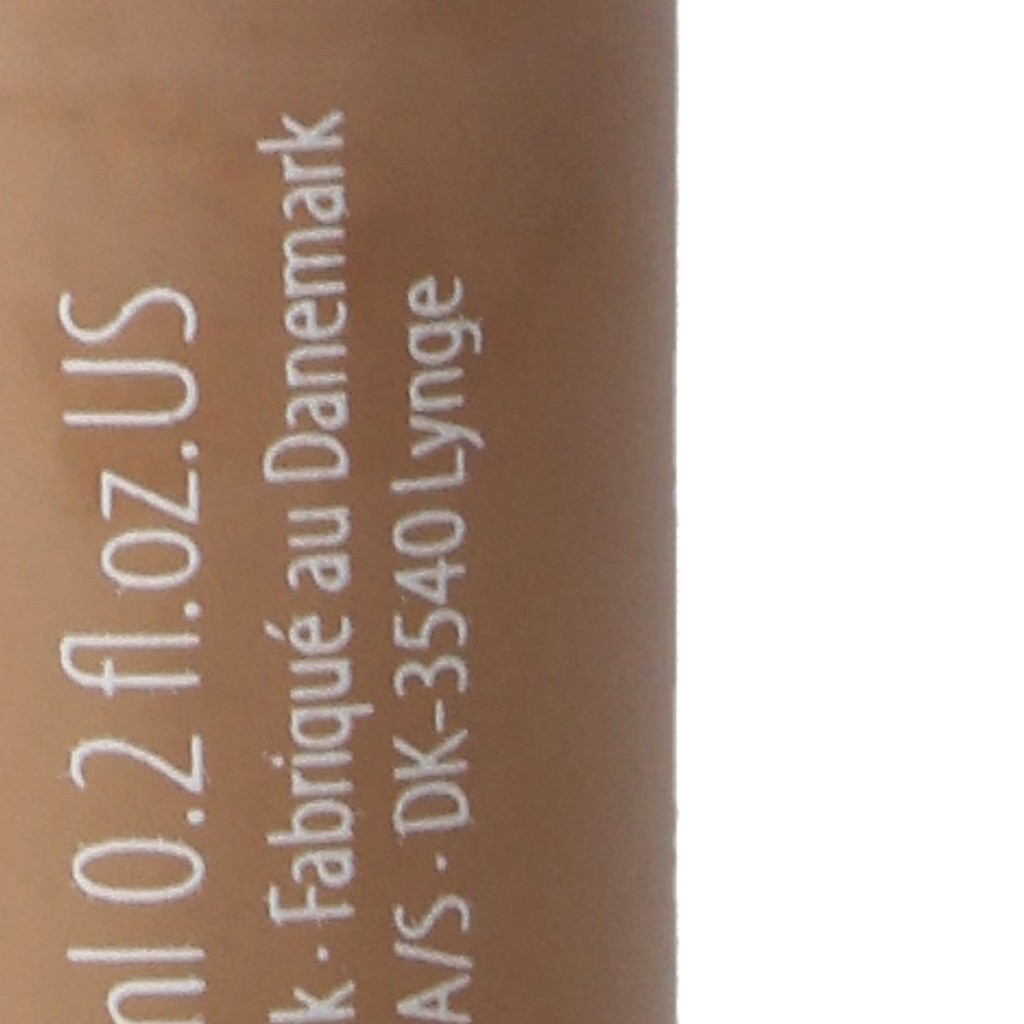 ml 0.2 fl.oz.US
k · Fabriqué au Danemark
A/S · DK-3540 Lynge